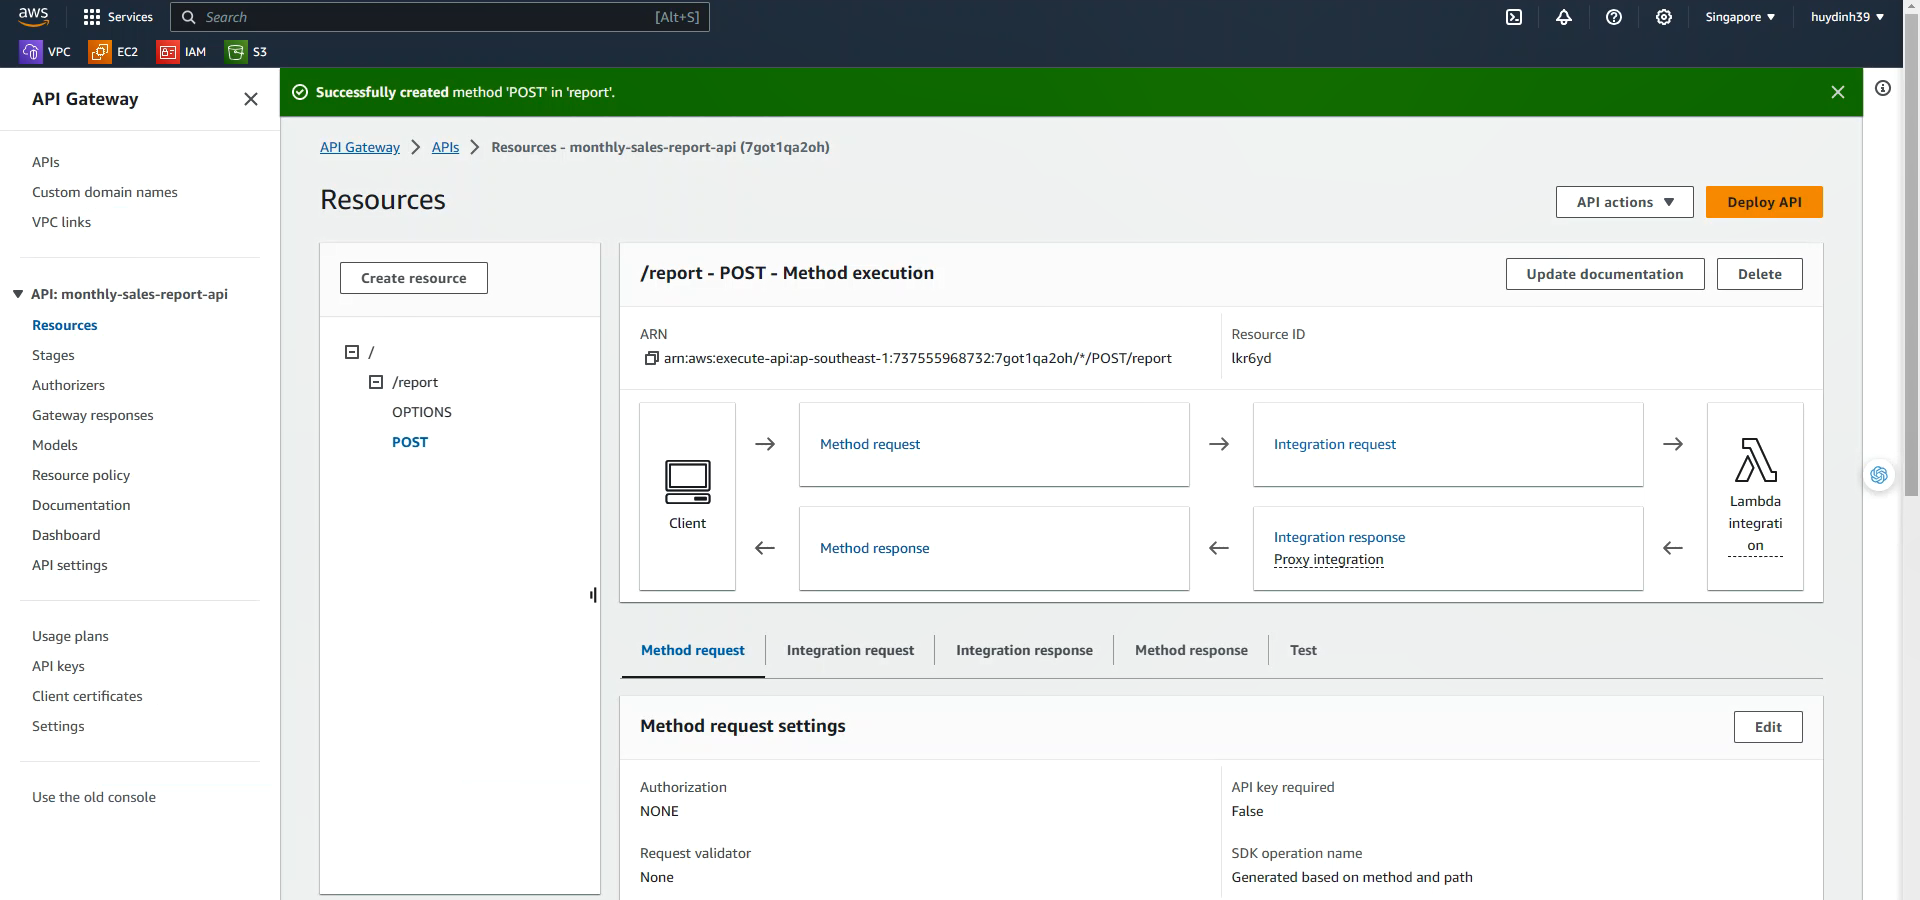 aws
Services
Search
[Alt+S]
Singapore
huydinh39
VPC
EC2
IAM
S3
API Gateway
APIs
Custom domain names
VPC links
API: monthly-sales-report-api
Resources
Stages
Authorizers
Gateway responses
Models
Resource policy
Documentation
Dashboard
API settings
Usage plans
API keys
Client certificates
Settings
Use the old console
Successfully created method 'POST' in 'report'.
API Gateway
APIs
Resources - monthly-sales-report-api (7got1qa2oh)
Resources
API actions
Deploy API
Create resource
/
/report
OPTIONS
POST
/report - POST - Method execution
Update documentation
Delete
ARN
arn:aws:execute-api:ap-southeast-1:737555968732:7got1qa2oh/*/POST/report
Resource ID
lkr6yd
Client
Method request
Integration request
Method response
Integration response
Proxy integration
Lambda
integrati
on
Method request
Integration request
Integration response
Method response
Test
Method request settings
Edit
Authorization
NONE
API key required
False
Request validator
None
SDK operation name
Generated based on method and path